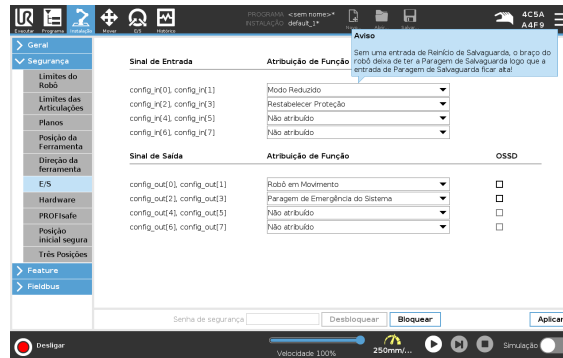 PROGRAMA <sem nome>*
INSTALAÇÃO default_1*
4C5A
A4F9
Executar Programa Instalação Mover E/S Histórico
Novo... Abrir... Salvar...
Aviso
Sem uma entrada de Reinício de Salvaguarda, o braço do
robô deixa de ter a Paragem de Salvaguarda logo que a
entrada de Paragem de Salvaguarda ficar alta!
Geral
Segurança
Limites do
Robô
Limites das
Articulações
Planos
Posição da
Ferramenta
Direção da
ferramenta
E/S
Hardware
PROFIsafe
Posição
inicial segura
Três Posições
Feature
Fieldbus
Sinal de Entrada Atribuição de Função
config_in[0], config_in[1] Modo Reduzido
config_in[2], config_in[3] Restabelecer Proteção
config_in[4], config_in[5] Não atribuído
config_in[6], config_in[7] Não atribuído
Sinal de Saída Atribuição de Função OSSD
config_out[0], config_out[1] Robô em Movimento
config_out[2], config_out[3] Paragem de Emergência do Sistema
config_out[4], config_out[5] Não atribuído
config_out[6], config_out[7] Não atribuído
Senha de segurança Desbloquear Bloquear Aplicar
Desligar
Velocidade 100%
250mm/...
Simulação